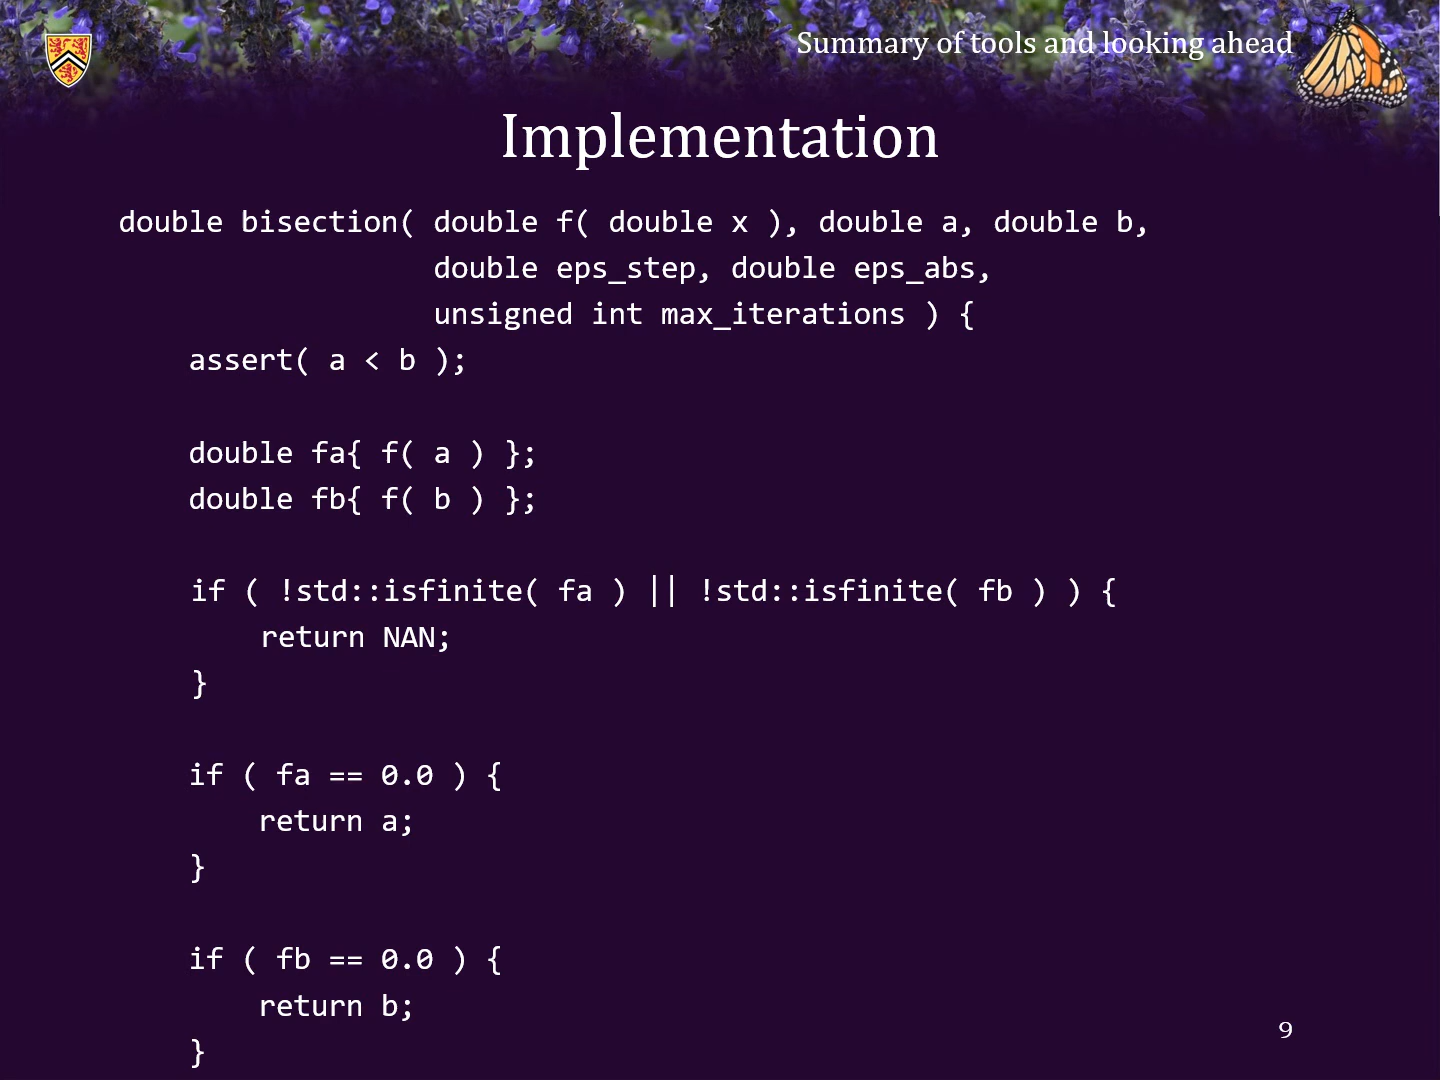 Summary of tools and looking ahead
Implementation
double bisection( double f( double x ), double a, double b,
                  double eps_step, double eps_abs,
                  unsigned int max_iterations ) {
    assert( a < b );

    double fa{ f( a ) };
    double fb{ f( b ) };

    if ( !std::isfinite( fa ) || !std::isfinite( fb ) ) {
        return NAN;
    }

    if ( fa == 0.0 ) {
        return a;
    }

    if ( fb == 0.0 ) {
        return b;
    }
9